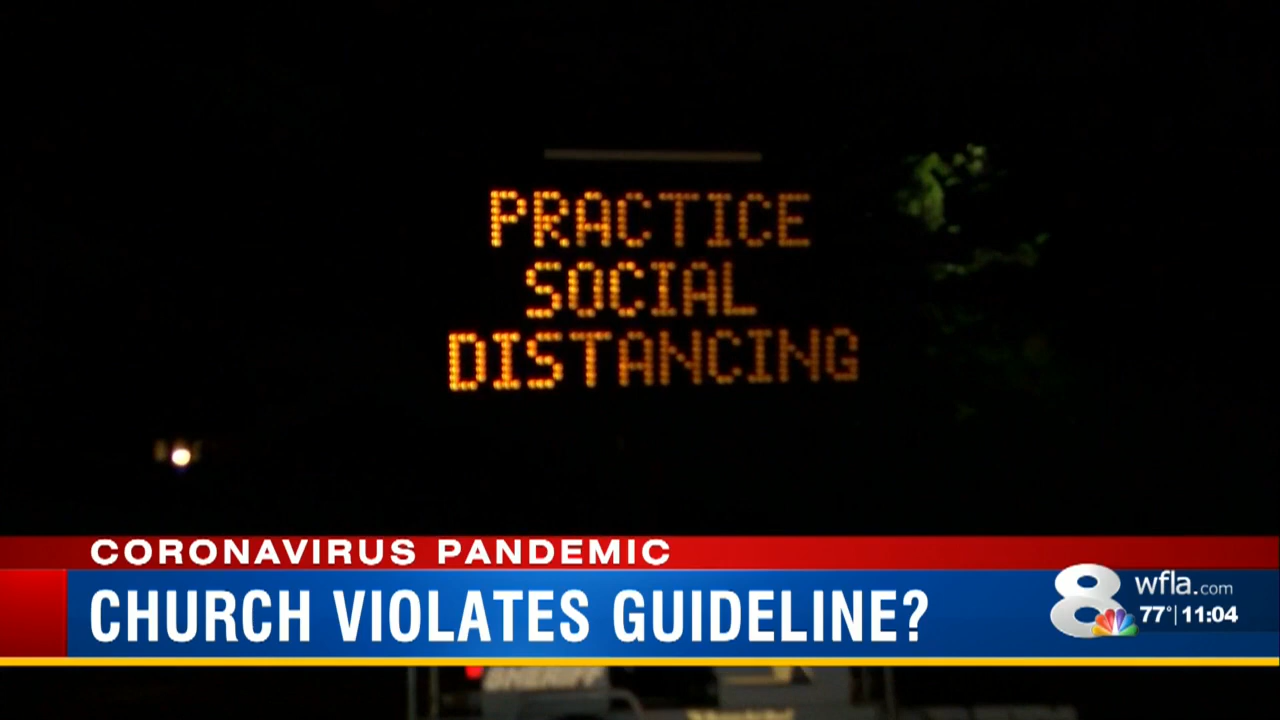 PRACTICE
SOCIAL
DISTANCING
CORONAVIRUS PANDEMIC
CHURCH VIOLATES GUIDELINE?
8 wfla.com
77° | 11:04
SHERIFF